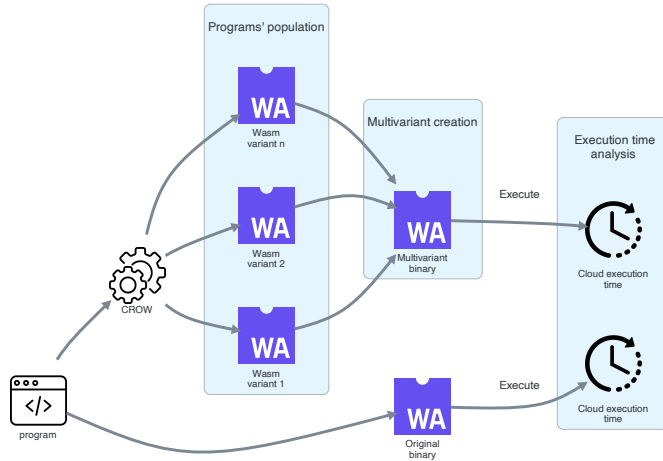 Programs' population
WA
Wasm
variant n
Multivariant creation
Execution time
analysis
WA
Wasm
variant 2
WA
Multivariant
binary
Execute
Cloud execution
time
CROW
WA
Wasm
variant 1
</>
program
WA
Original
binary
Execute
Cloud execution
time